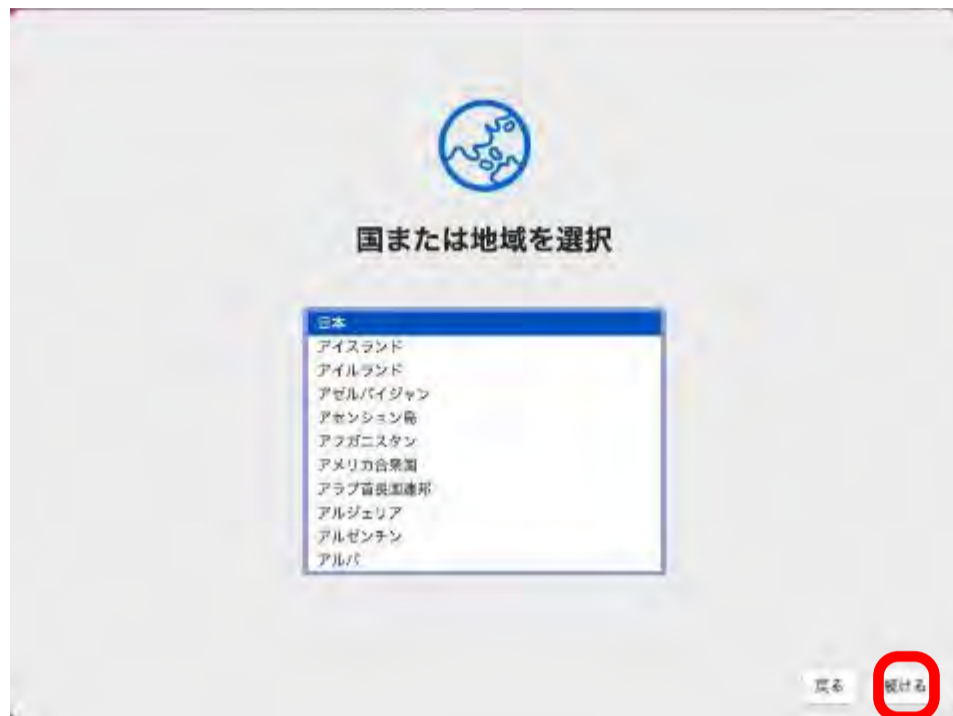 国または地域を選択
日本
アイスランド
アイルランド
アゼルバイジャン
アセンション島
アフガニスタン
アメリカ合衆国
アラブ首長国連邦
アルジェリア
アルゼンチン
アルバ
戻る
続ける